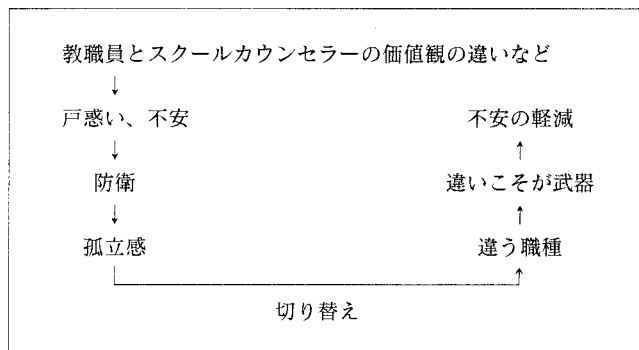 教職員とスクールカウンセラーの価値観の違いなど
↓
戸惑い、不安
↓
防衛
↓
孤立感
切り替え
違う職種
↑
違いこそが武器
↑
不安の軽減